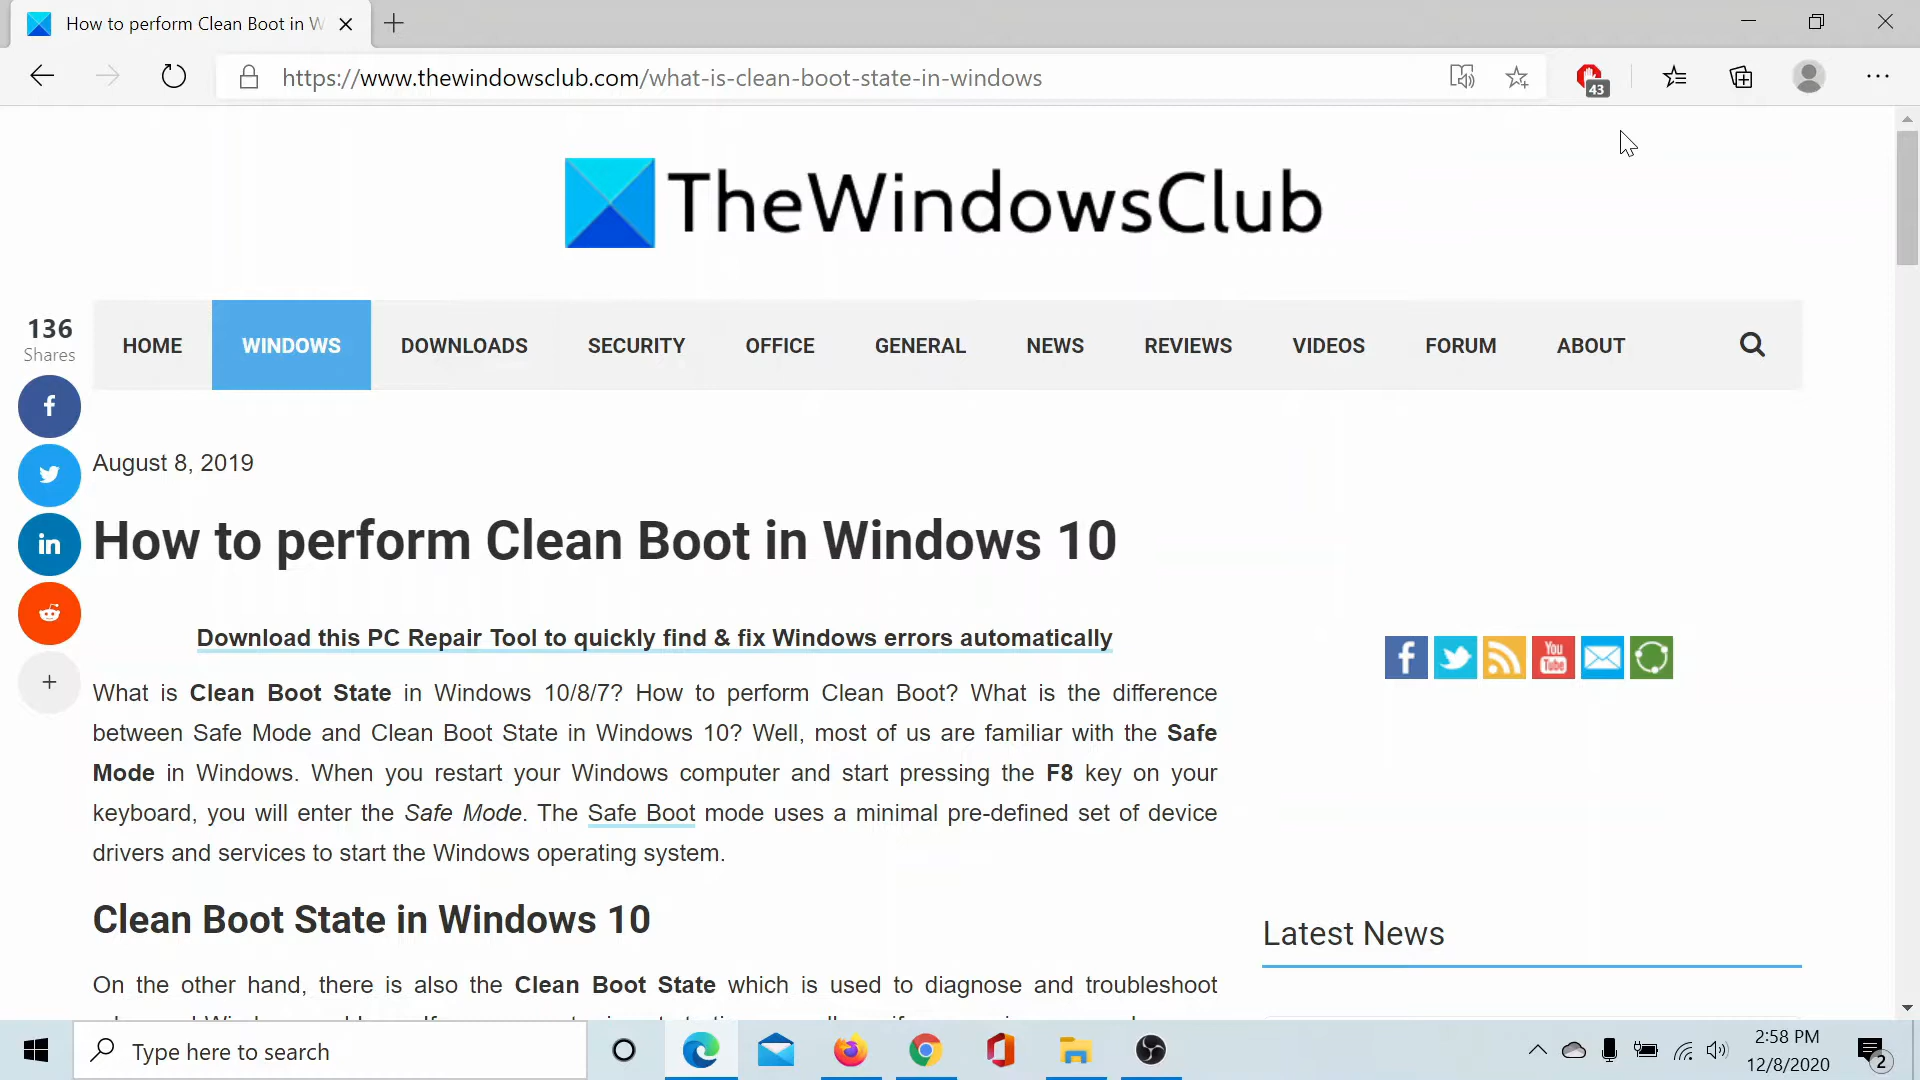 How to perform Clean Boot in W
https://www.thewindowsclub.com/what-is-clean-boot-state-in-windows
43
TheWindowsClub
HOME WINDOWS DOWNLOADS SECURITY OFFICE GENERAL NEWS REVIEWS VIDEOS FORUM ABOUT
136
Shares
August 8, 2019
How to perform Clean Boot in Windows 10
Download this PC Repair Tool to quickly find & fix Windows errors automatically
What is Clean Boot State in Windows 10/8/7? How to perform Clean Boot? What is the difference
between Safe Mode and Clean Boot State in Windows 10? Well, most of us are familiar with the Safe
Mode in Windows. When you restart your Windows computer and start pressing the F8 key on your
keyboard, you will enter the Safe Mode. The Safe Boot mode uses a minimal pre-defined set of device
drivers and services to start the Windows operating system.
You Tube
Clean Boot State in Windows 10
Latest News
On the other hand, there is also the Clean Boot State which is used to diagnose and troubleshoot
Type here to search
2:58 PM
12/8/2020
2